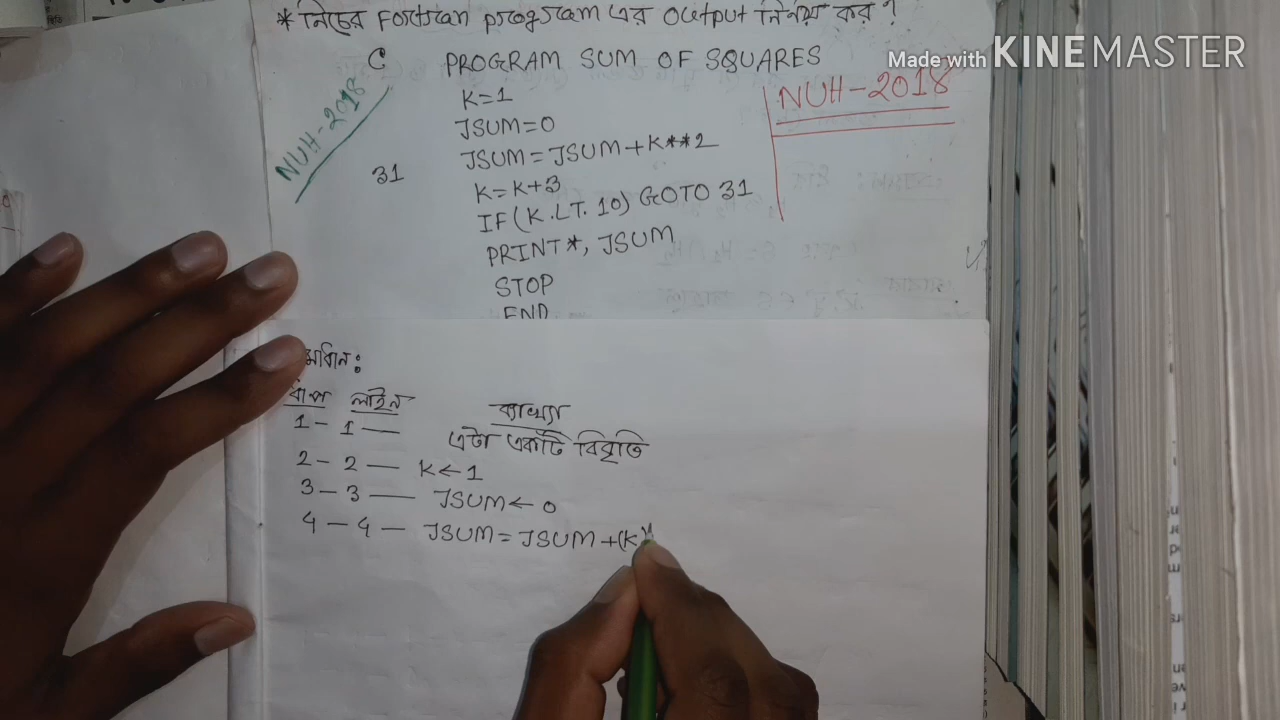 * নিচের Fortran program এর output নির্ণয় কর ?
Made with KINEMASTER
C PROGRAM SUM OF SQUARES
NUH-2018
NUH-2018
K=1
JSUM=0
31 JSUM=JSUM+K**2
K=K+3
IF(K.LT.10) GOTO 31
PRINT*, JSUM
STOP
END
মাধান:
ধাপ লাইন ব্যাখ্যা
1 - 1 — এটা একটি বিবৃতি
2 - 2 — K←1
3 - 3 — JSUM←0
4 - 4 — JSUM=JSUM+(K)